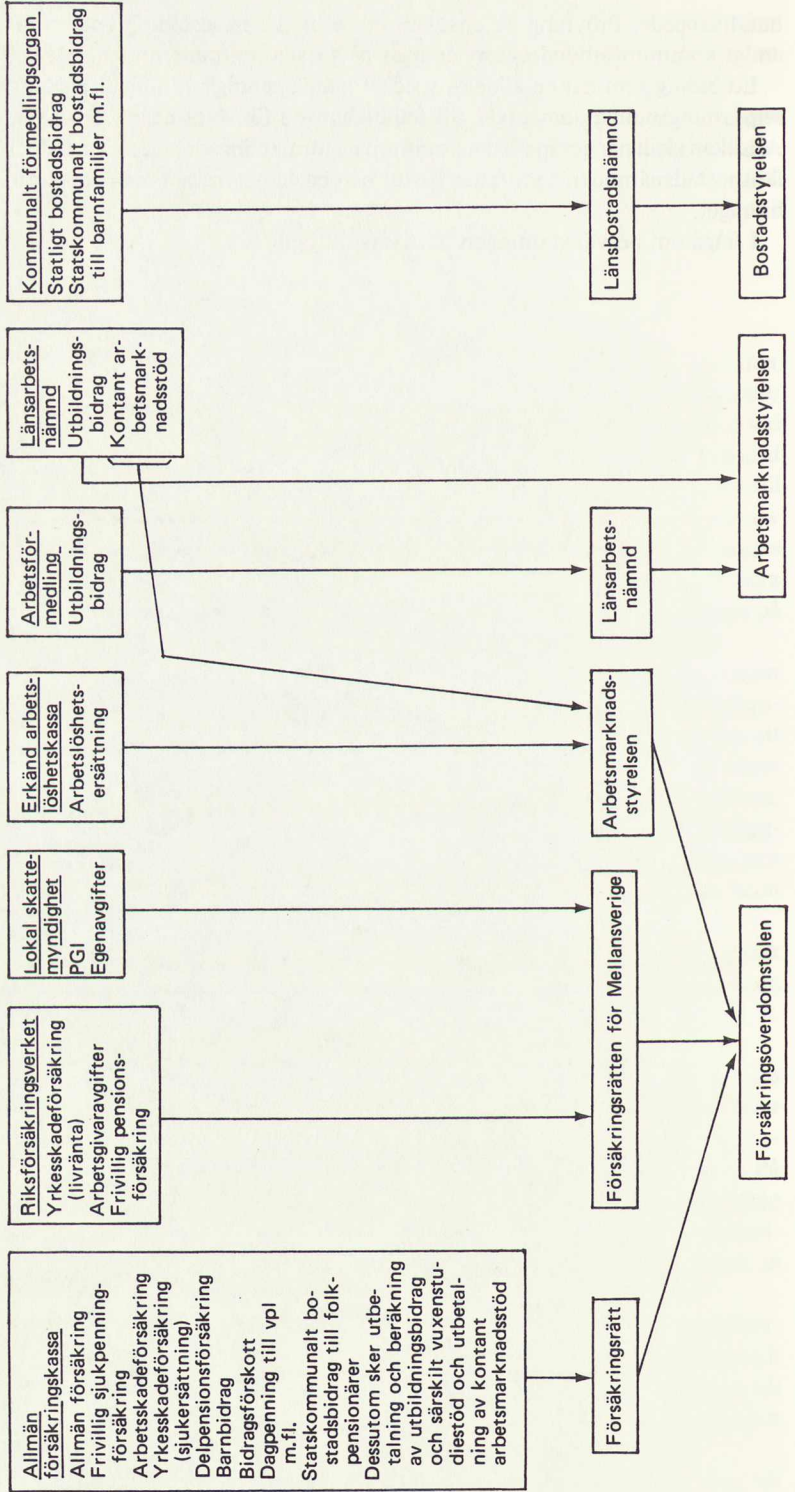 Allmän
försäkringskassa
Allmän försäkring
Frivillig sjukpenning-
försäkring
Arbetsskadeförsäkring
Yrkesskadeförsäkring
(sjukersättning)
Delpensionsförsäkring
Barnbidrag
Bidragsförskott
Dagpenning till vpl
m.fl.
Statskommunalt bo-
stadsbidrag till folk-
pensionärer
Dessutom sker utbe-
talning och beräkning
av utbildningsbidrag
och särskilt vuxenstu-
diestöd och utbetal-
ning av kontant
arbetsmarknadsstöd
Riksförsäkringsverket
Yrkesskadeförsäkring
(livränta)
Arbetsgivaravgifter
Frivillig pensions-
försäkring
Lokal skatte-
myndighet
PGI
Egenavgifter
Erkänd arbets-
löshetskassa
Arbetslöshets-
ersättning
Arbetsför-
medling
Utbildnings-
bidrag
Länsarbets-
nämnd
Utbildnings-
bidrag
Kontant ar-
betsmark-
nadsstöd
Kommunalt förmedlingsorgan
Statligt bostadsbidrag
Statskommunalt bostadsbidrag
till barnfamiljer m.fl.
Försäkringsrätt
Försäkringsrätten för Mellansverige
Arbetsmarknads-
styrelsen
Länsarbets-
nämnd
Länsbostadsnämnd
Försäkringsöverdomstolen
Arbetsmarknadsstyrelsen
Bostadsstyrelsen